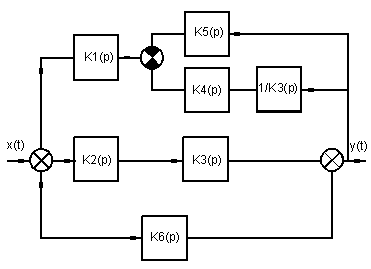 K5(p)
K1(p)
K4(p)
1/K3(p)
x(t)
y(t)
K2(p)
K3(p)
K6(p)